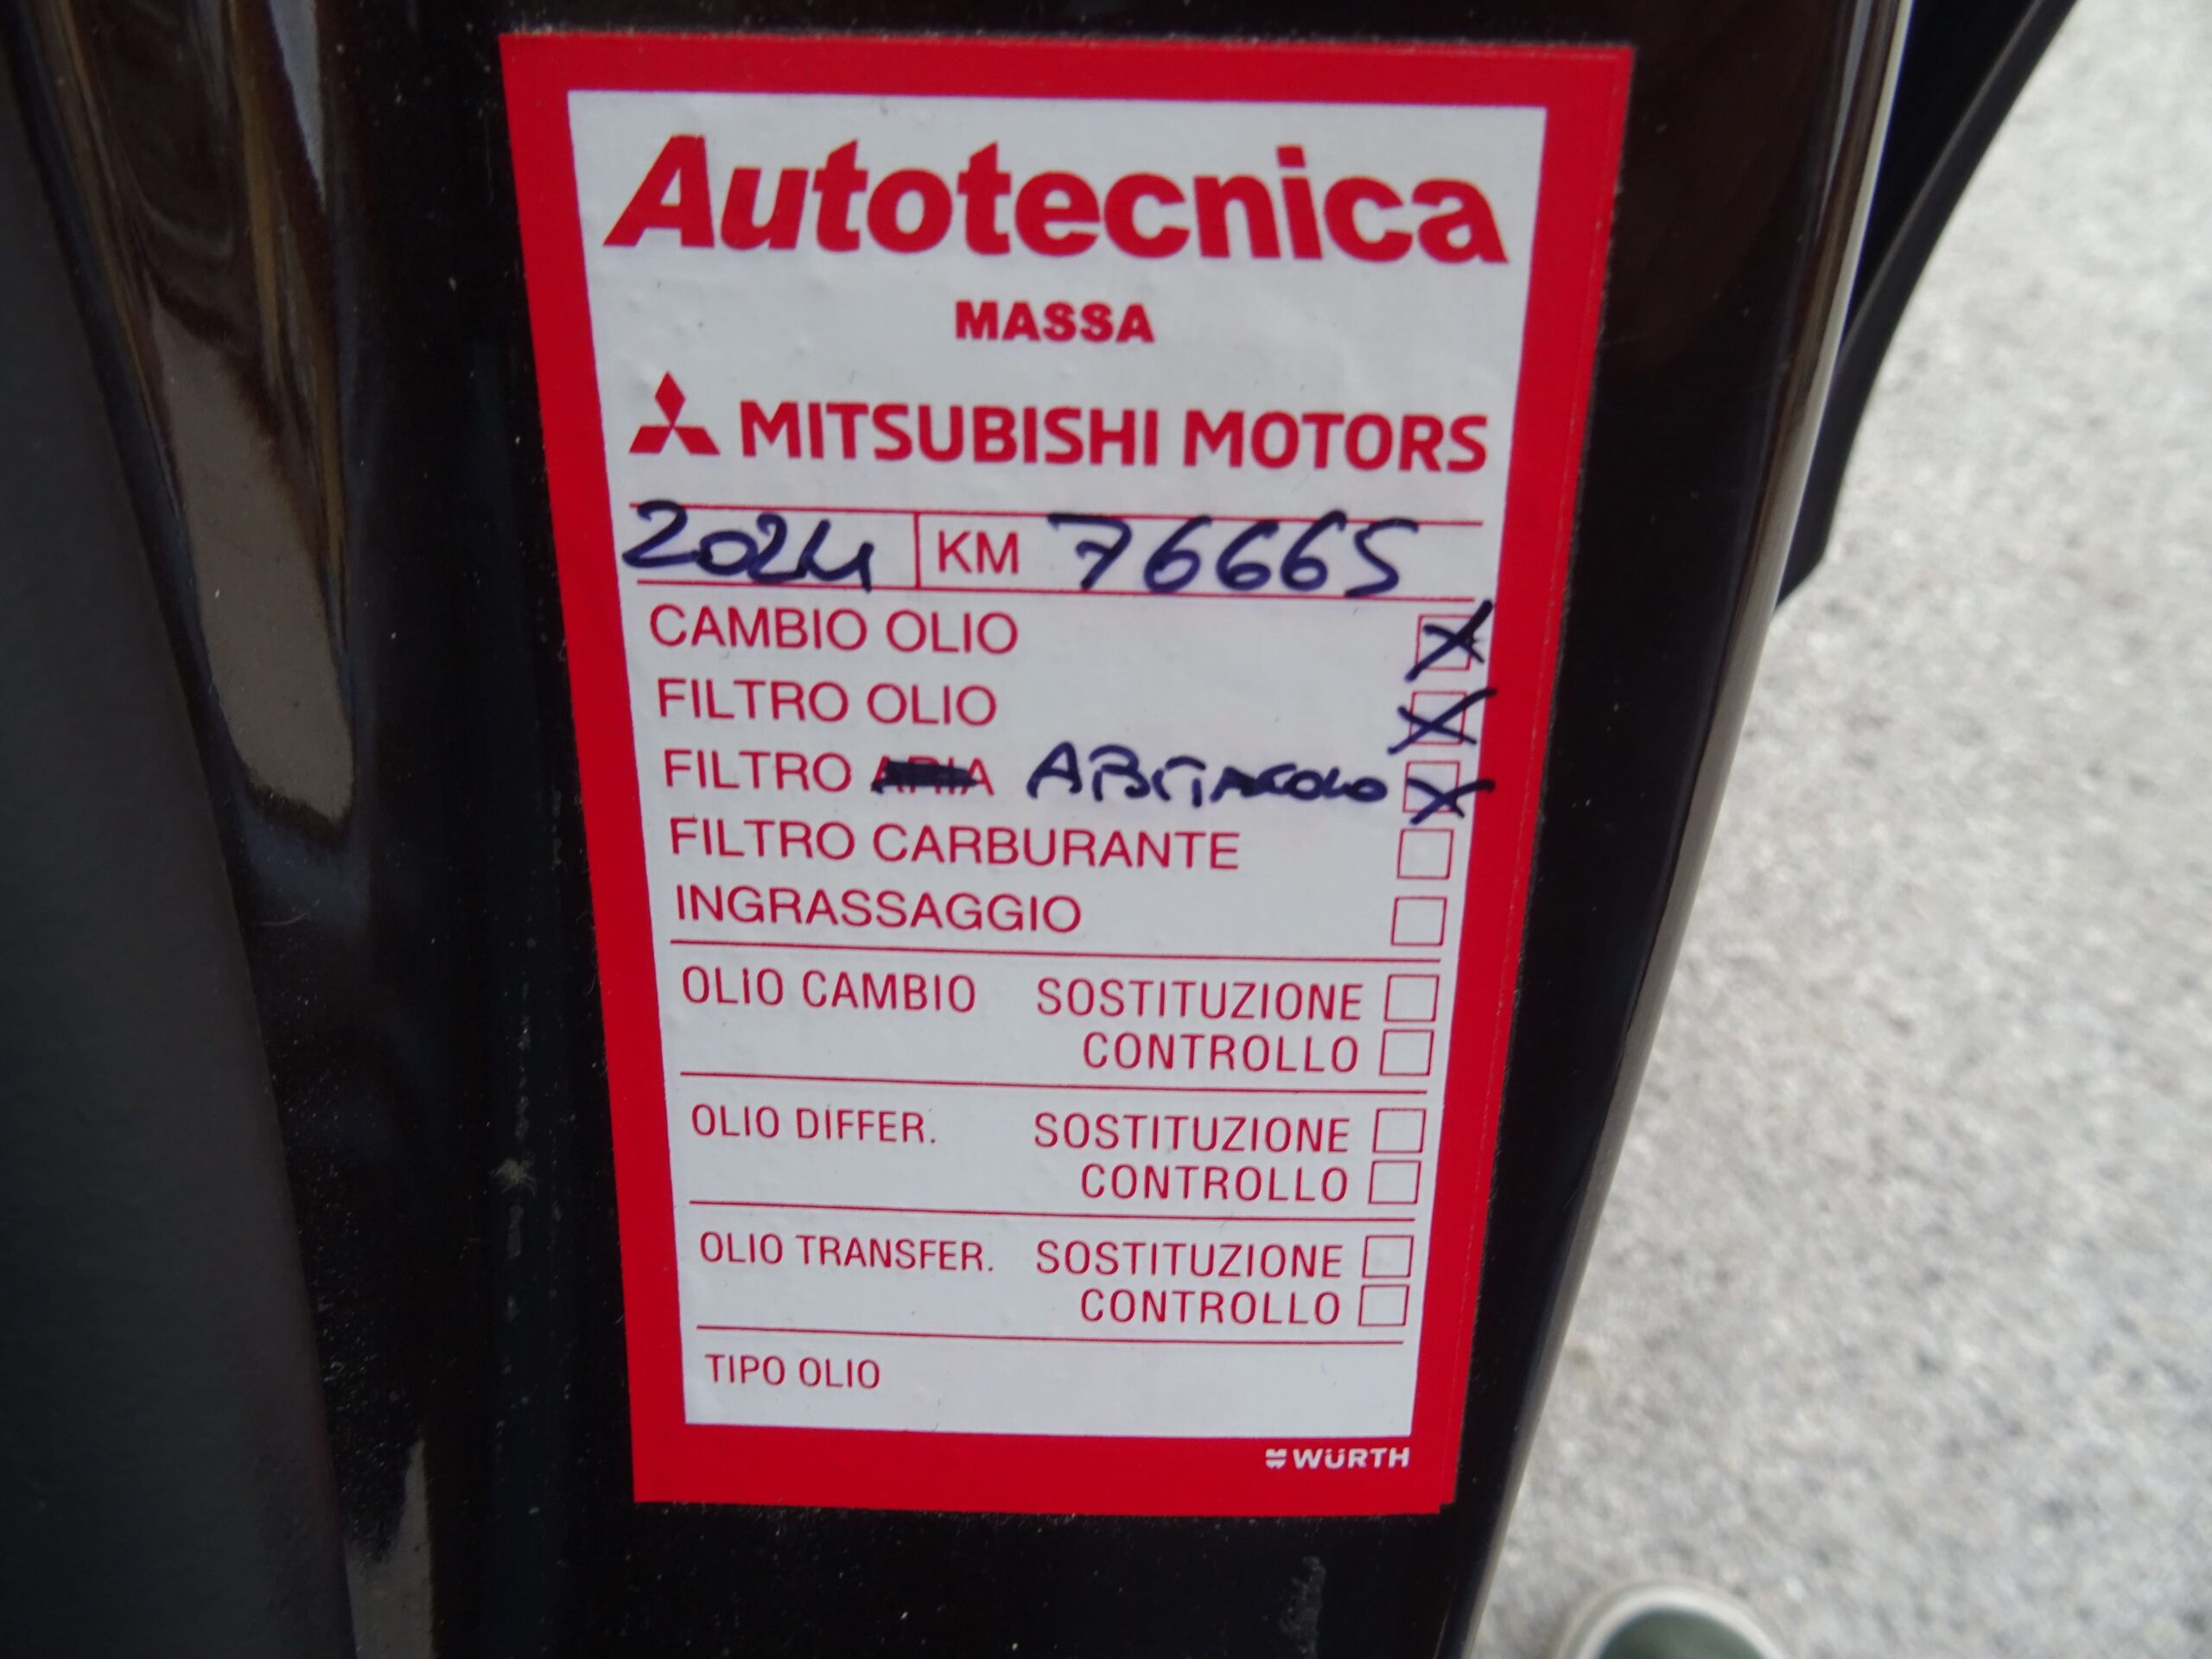 Autotecnica
MASSA
MITSUBISHI MOTORS
2024 KM 76665
CAMBIO OLIO X
FILTRO OLIO X
FILTRO ARIA ABITACOLO X
FILTRO CARBURANTE
INGRASSAGGIO
OLIO CAMBIO SOSTITUZIONE
CONTROLLO
OLIO DIFFER. SOSTITUZIONE
CONTROLLO
OLIO TRANSFER. SOSTITUZIONE
CONTROLLO
TIPO OLIO
WÜRTH